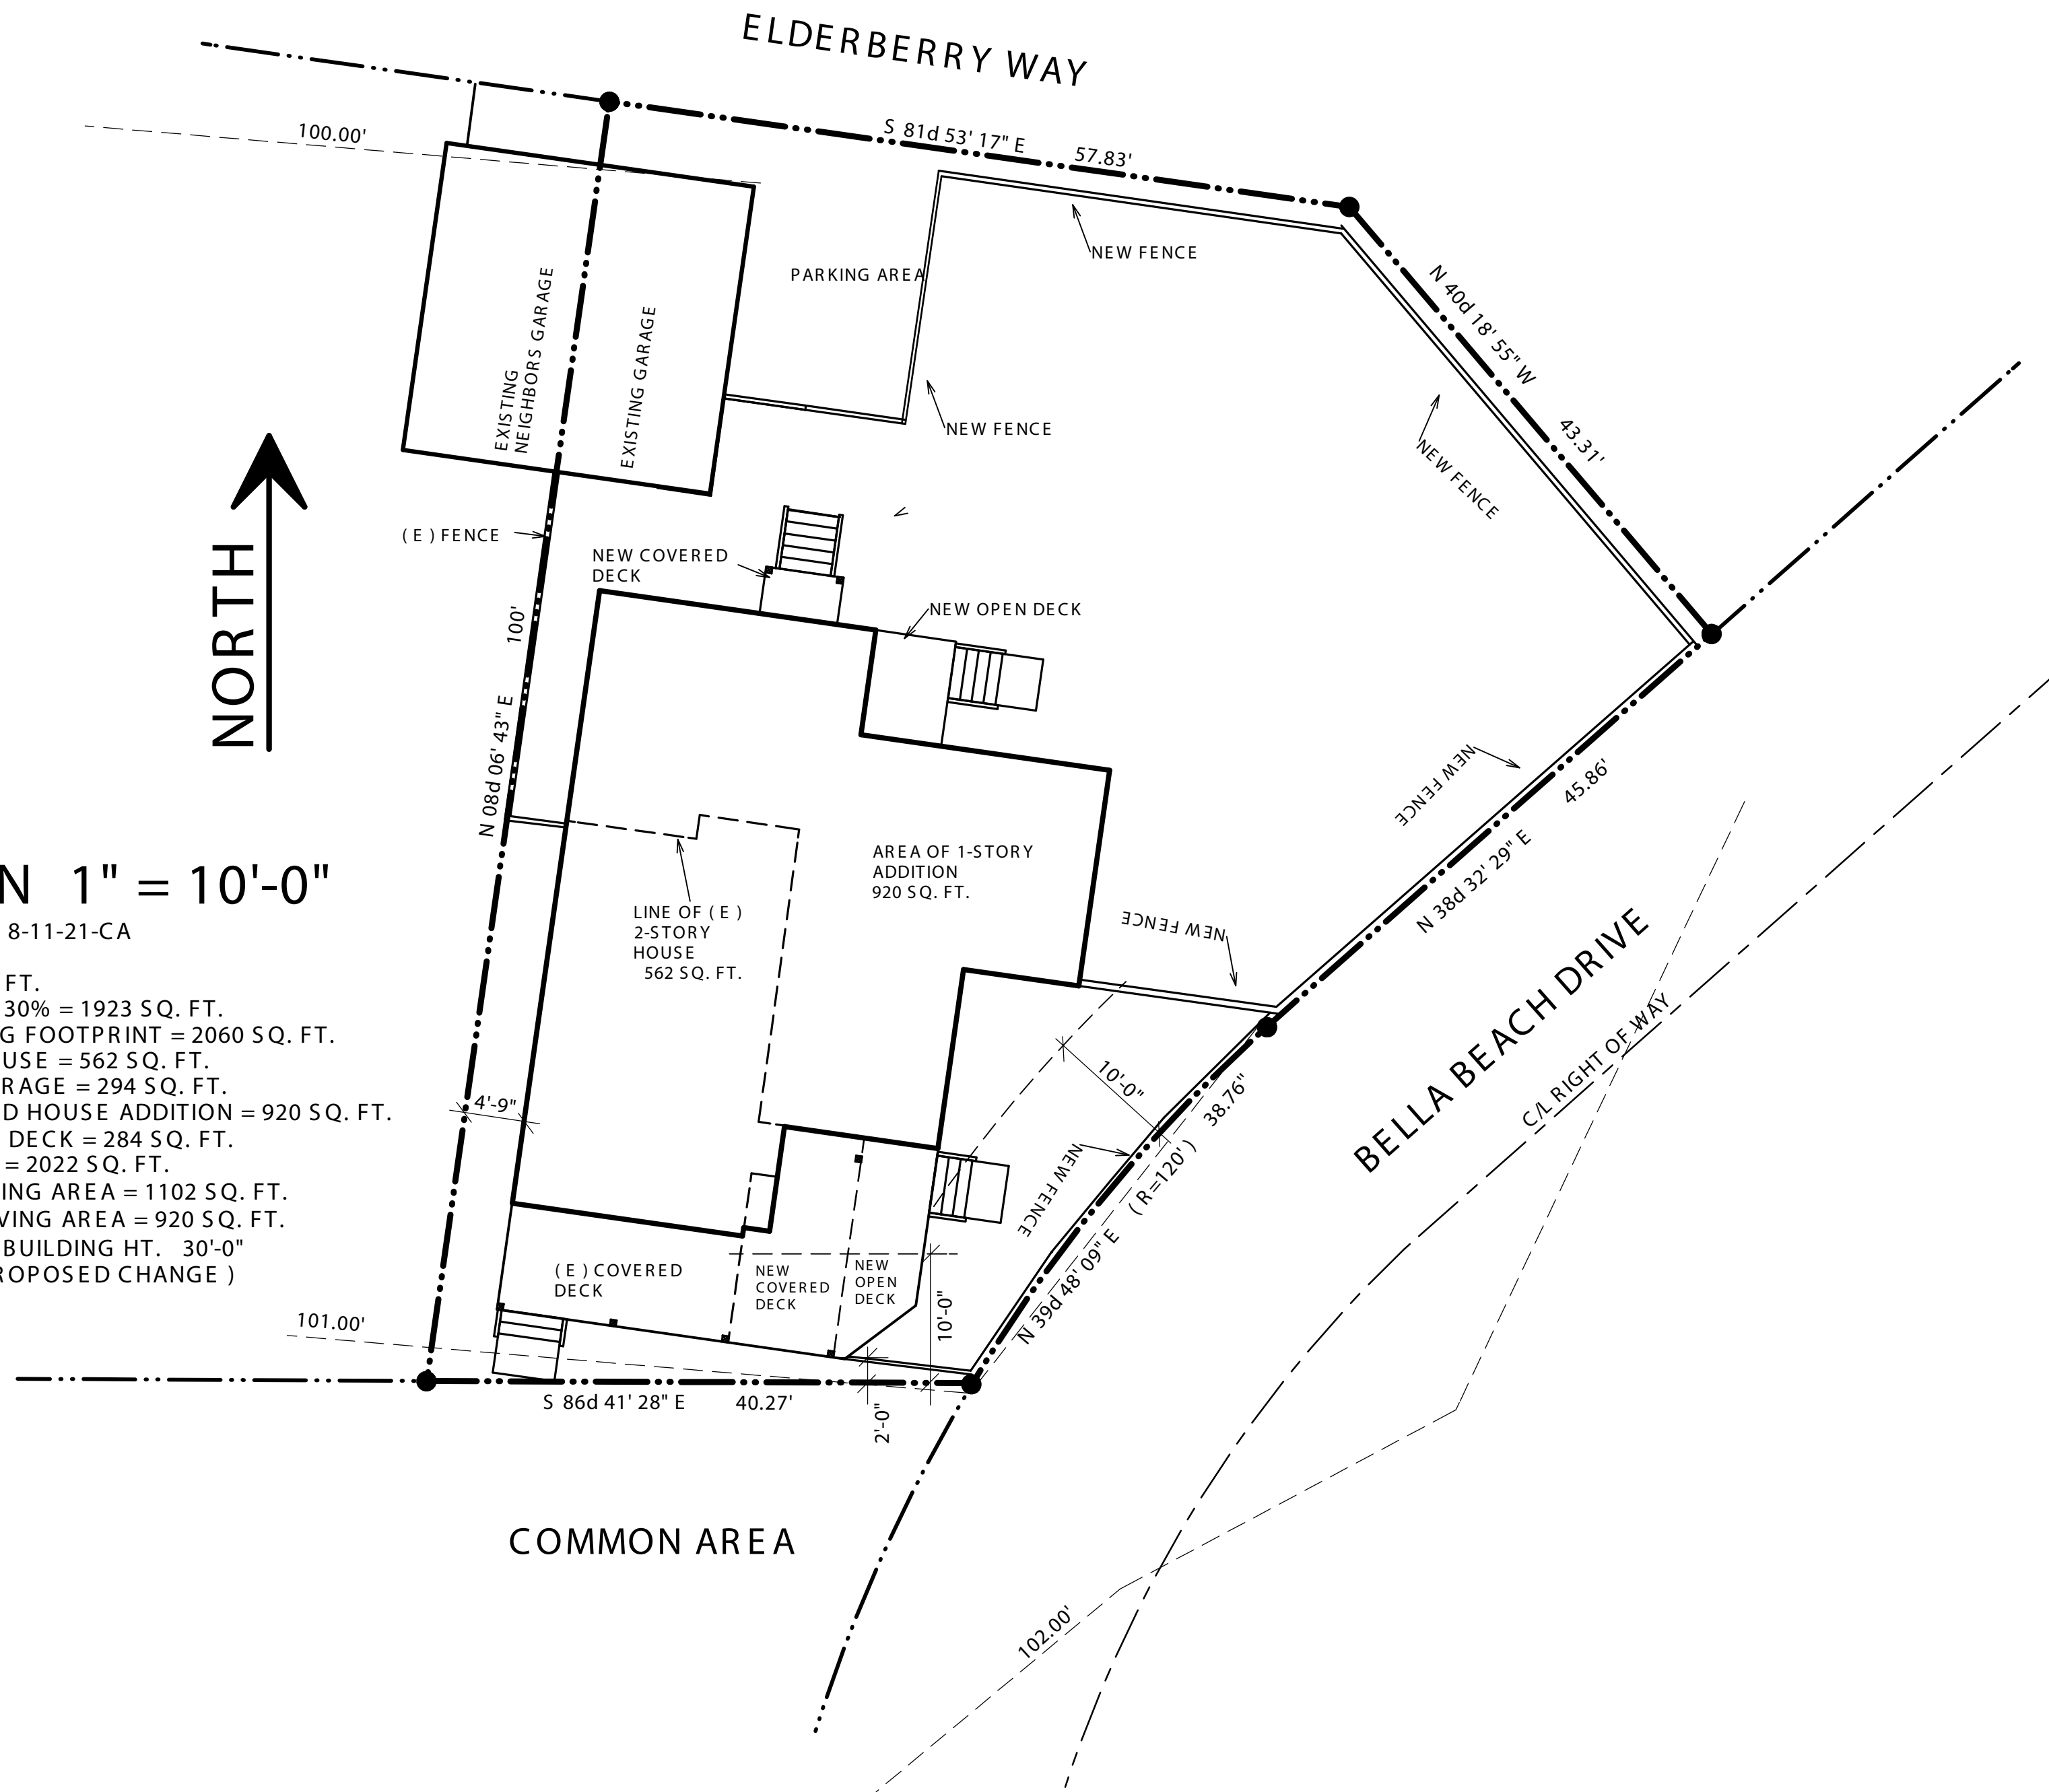 ELDERBERRY WAY
100.00'
S 81d 53' 17" E 57.83'
NEW FENCE
PARKING AREA
N 40d 18' 55" W 43.31'
EXISTING
NEIGHBORS GARAGE
EXISTING GARAGE
NEW FENCE
NEW FENCE
( E ) FENCE
NEW COVERED
DECK
NORTH
NEW OPEN DECK
N 08d 06' 43" E 100'
NEW FENCE
45.86'
N 38d 32' 29" E
AREA OF 1-STORY
ADDITION
920 SQ. FT.
N 1" = 10'-0"
8-11-21-CA
LINE OF ( E )
2-STORY
HOUSE
562 SQ. FT.
NEW FENCE
BELLA BEACH DRIVE
C/L RIGHT OF WAY
FT.
30% = 1923 SQ. FT.
G FOOTPRINT = 2060 SQ. FT.
USE = 562 SQ. FT.
RAGE = 294 SQ. FT.
D HOUSE ADDITION = 920 SQ. FT.
DECK = 284 SQ. FT.
= 2022 SQ. FT.
ING AREA = 1102 SQ. FT.
VING AREA = 920 SQ. FT.
BUILDING HT. 30'-0"
ROPOSED CHANGE )
4'-9"
10'-0"
38.76"
( R=120' )
NEW FENCE
N 39d 48' 09" E
( E ) COVERED
DECK
NEW
COVERED
DECK
NEW
OPEN
DECK
10'-0"
101.00'
S 86d 41' 28" E 40.27'
2'-0"
COMMON AREA
102.00'